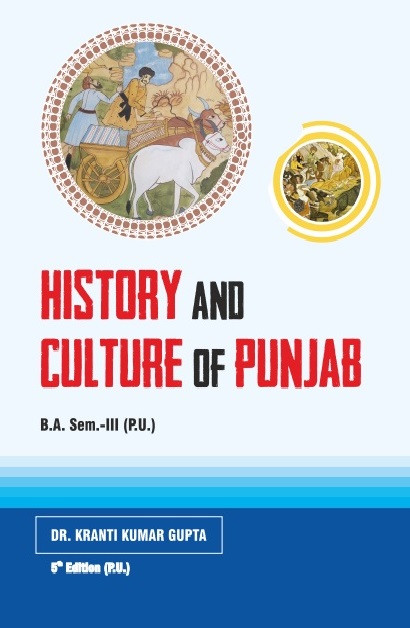 HISTORY AND
CULTURE OF PUNJAB
B.A. Sem.-III (P.U.)
DR. KRANTI KUMAR GUPTA
5th Edition (P.U.)